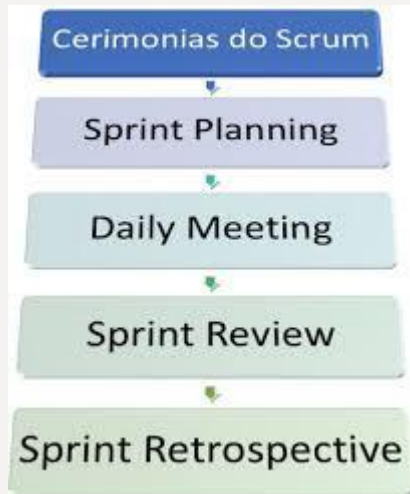 Cerimonias do Scrum
Sprint Planning
Daily Meeting
Sprint Review
Sprint Retrospective